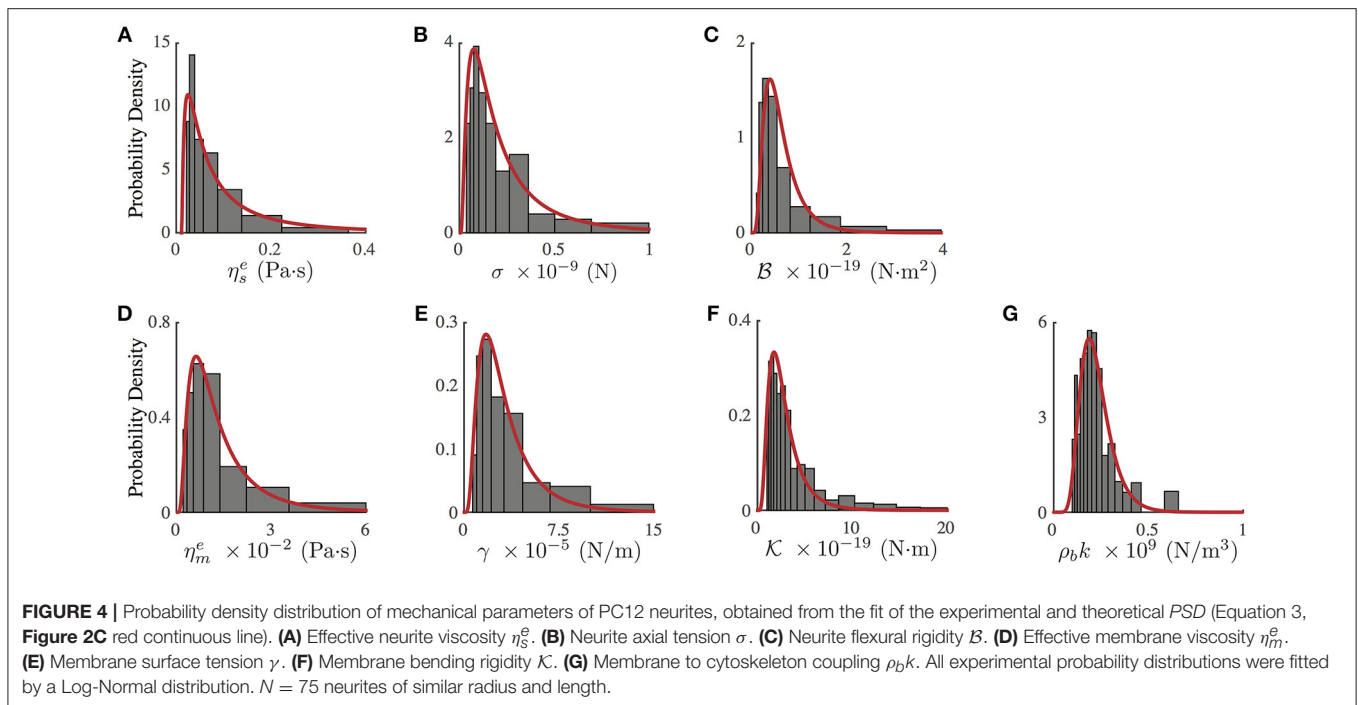 A
B
C
15
10
5
0
Probability Density
0
0.2
0.4
η_s^e (Pa·s)
4
2
0
0
0.5
1
σ ×10⁻⁹ (N)
2
1
0
0
2
4
ℬ ×10⁻¹⁹ (N·m²)
D
E
F
G
0.8
0.4
0
Probability Density
0
3
6
η_m^e ×10⁻² (Pa·s)
0.3
0.2
0.1
0
0
7.5
15
γ ×10⁻⁵ (N/m)
0.4
0.2
0
0
10
20
𝒦 ×10⁻¹⁹ (N·m)
6
3
0
0
0.5
1
ρ_b k ×10⁹ (N/m³)
FIGURE 4 | Probability density distribution of mechanical parameters of PC12 neurites, obtained from the fit of the experimental and theoretical PSD (Equation 3,
Figure 2C red continuous line). (A) Effective neurite viscosity η_s^e. (B) Neurite axial tension σ. (C) Neurite flexural rigidity ℬ. (D) Effective membrane viscosity η_m^e.
(E) Membrane surface tension γ. (F) Membrane bending rigidity 𝒦. (G) Membrane to cytoskeleton coupling ρ_b k. All experimental probability distributions were fitted
by a Log-Normal distribution. N = 75 neurites of similar radius and length.